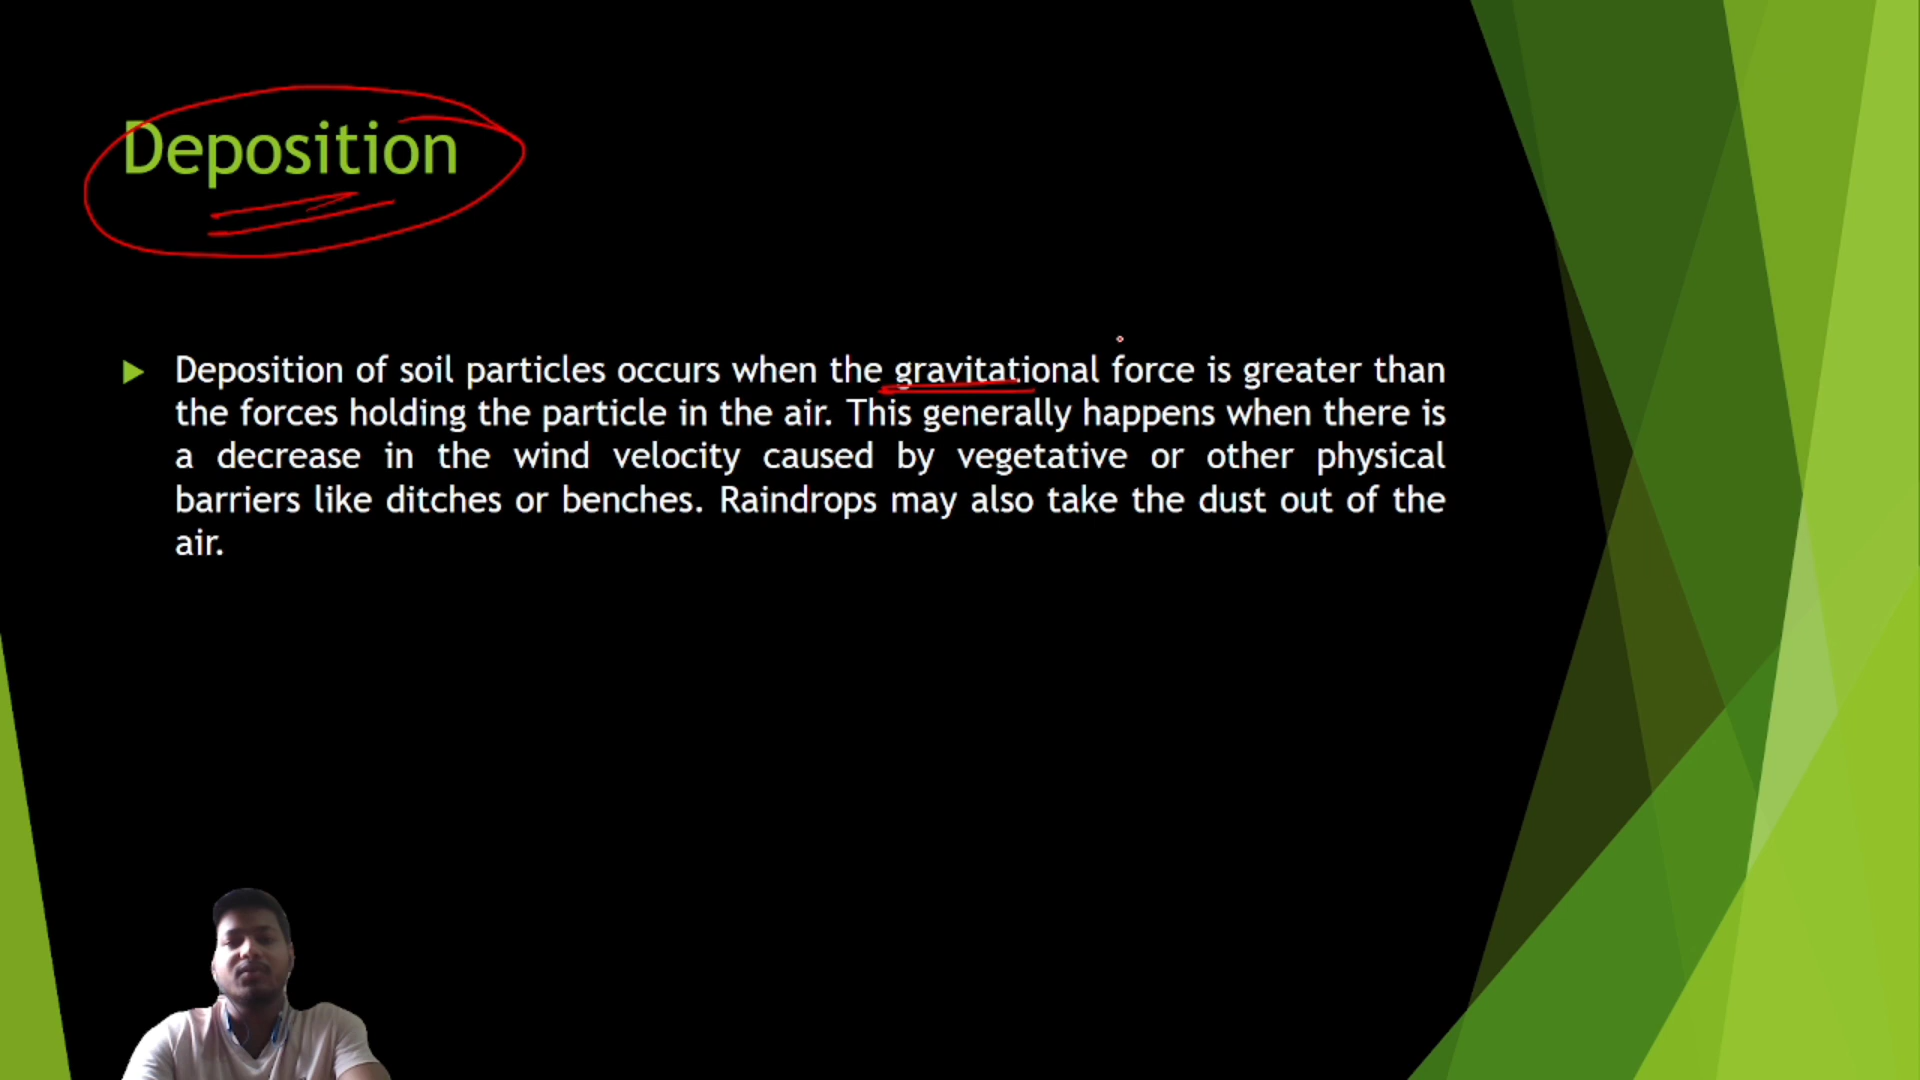 Deposition
Deposition of soil particles occurs when the gravitational force is greater than
the forces holding the particle in the air. This generally happens when there is
a decrease in the wind velocity caused by vegetative or other physical
barriers like ditches or benches. Raindrops may also take the dust out of the
air.